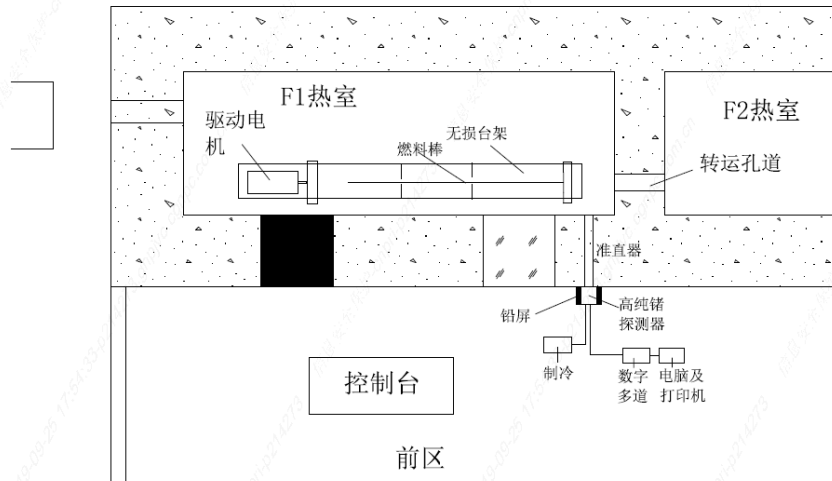 F1热室
F2热室
驱动电
机
无损台架
燃料棒
转运孔道
准直器
铅屏
高纯锗
探测器
制冷
数字
多道
电脑及
打印机
控制台
前区